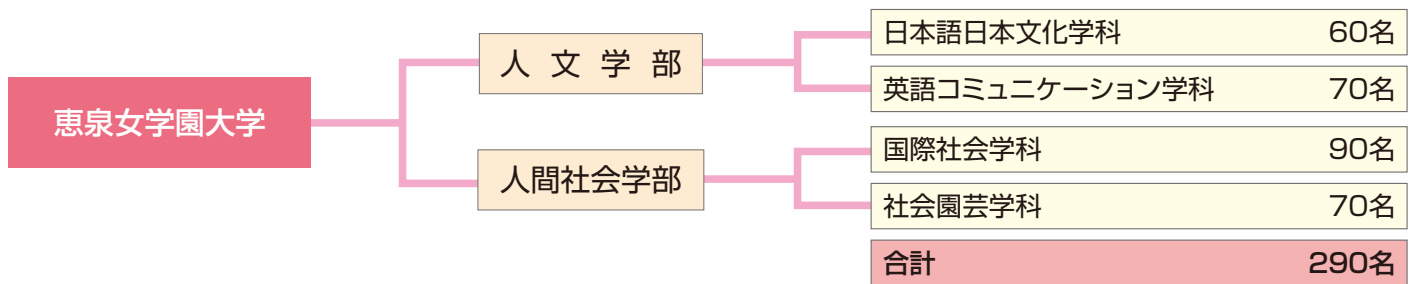 恵泉女学園大学
人文学部
日本語日本文化学科 60名
英語コミュニケーション学科 70名
人間社会学部
国際社会学科 90名
社会園芸学科 70名
合計 290名